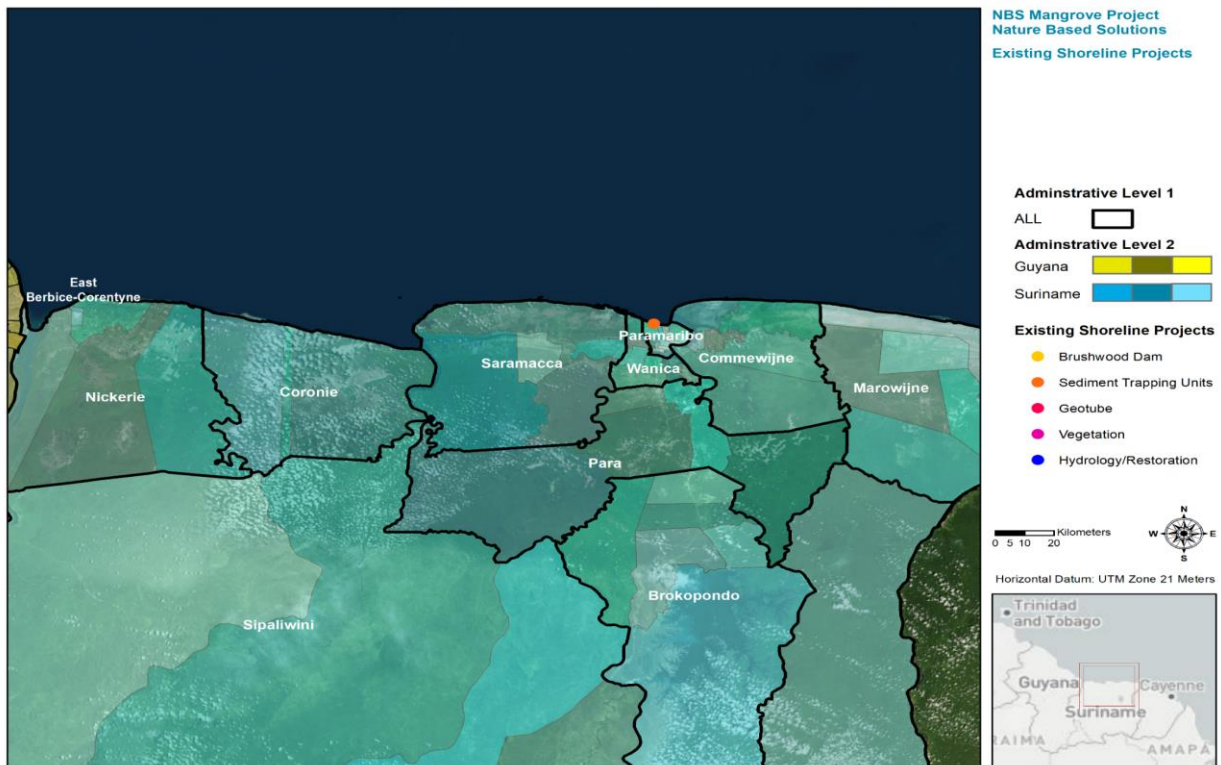 NBS Mangrove Project
Nature Based Solutions
Existing Shoreline Projects
East
Berbice-Corentyne
Nickerie
Coronie
Saramacca
Paramaribo
Wanica
Commewijne
Marowijne
Para
Brokopondo
Sipaliwini
Adminstrative Level 1
ALL
Adminstrative Level 2
Guyana
Suriname
Existing Shoreline Projects
Brushwood Dam
Sediment Trapping Units
Geotube
Vegetation
Hydrology/Restoration
Kilometers
0 5 10 20
N
W E
S
Horizontal Datum: UTM Zone 21 Meters
Trinidad
and Tobago
Guyana
Cayenne
Suriname
RAIMA
AMAPÁ